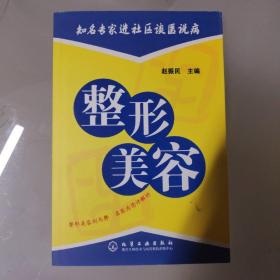 知名专家进社区谈医说病
赵振民 主编
整形
美容
化学工业出版社